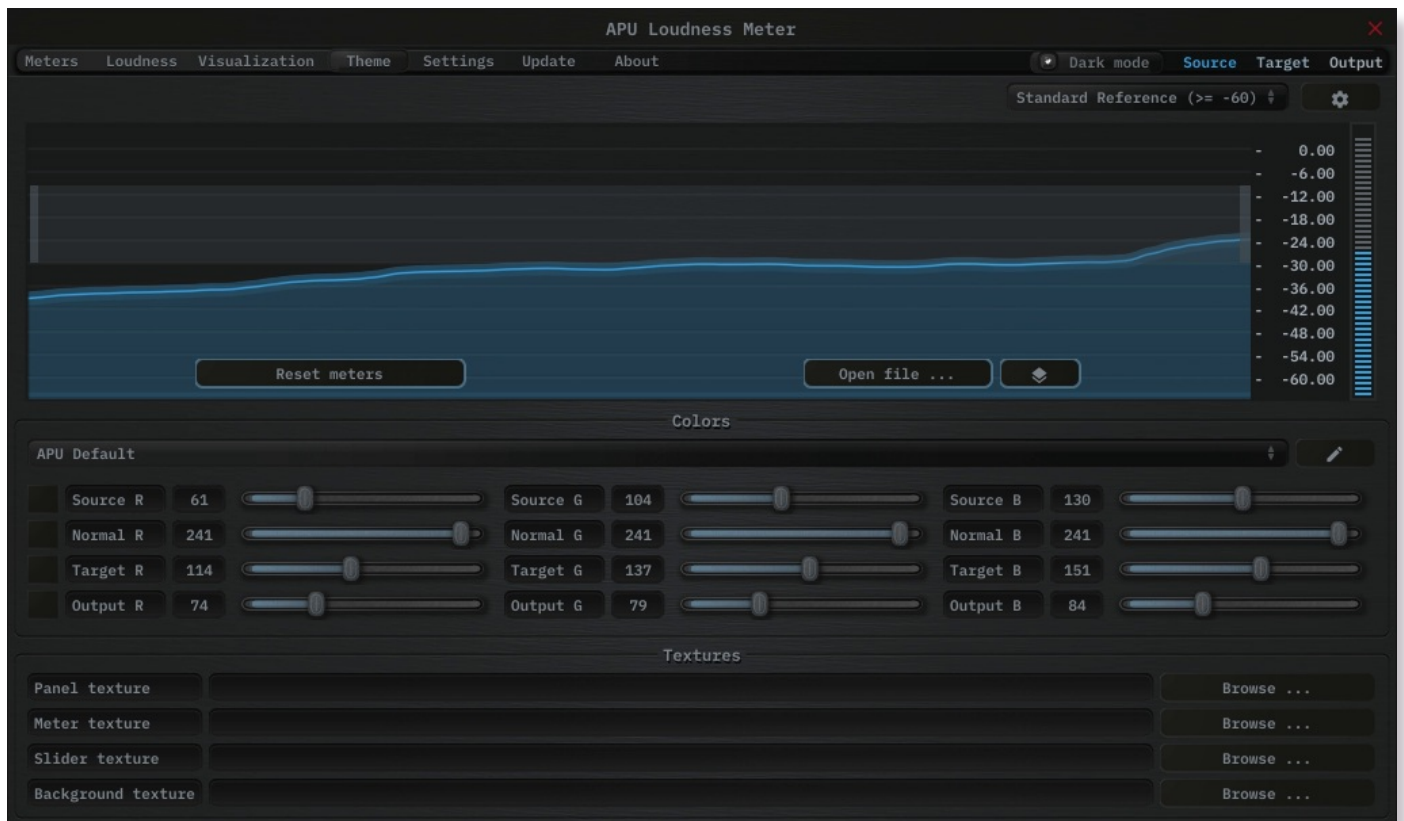 APU Loudness Meter
Meters Loudness Visualization Theme Settings Update About Dark mode Source Target Output
Standard Reference (>= -60)
- 0.00
- -6.00
- -12.00
- -18.00
- -24.00
- -30.00
- -36.00
- -42.00
- -48.00
- -54.00
- -60.00
Reset meters Open file ...
Colors
APU Default
Source R 61 Source G 104 Source B 130
Normal R 241 Normal G 241 Normal B 241
Target R 114 Target G 137 Target B 151
Output R 74 Output G 79 Output B 84
Textures
Panel texture Browse ...
Meter texture Browse ...
Slider texture Browse ...
Background texture Browse ...